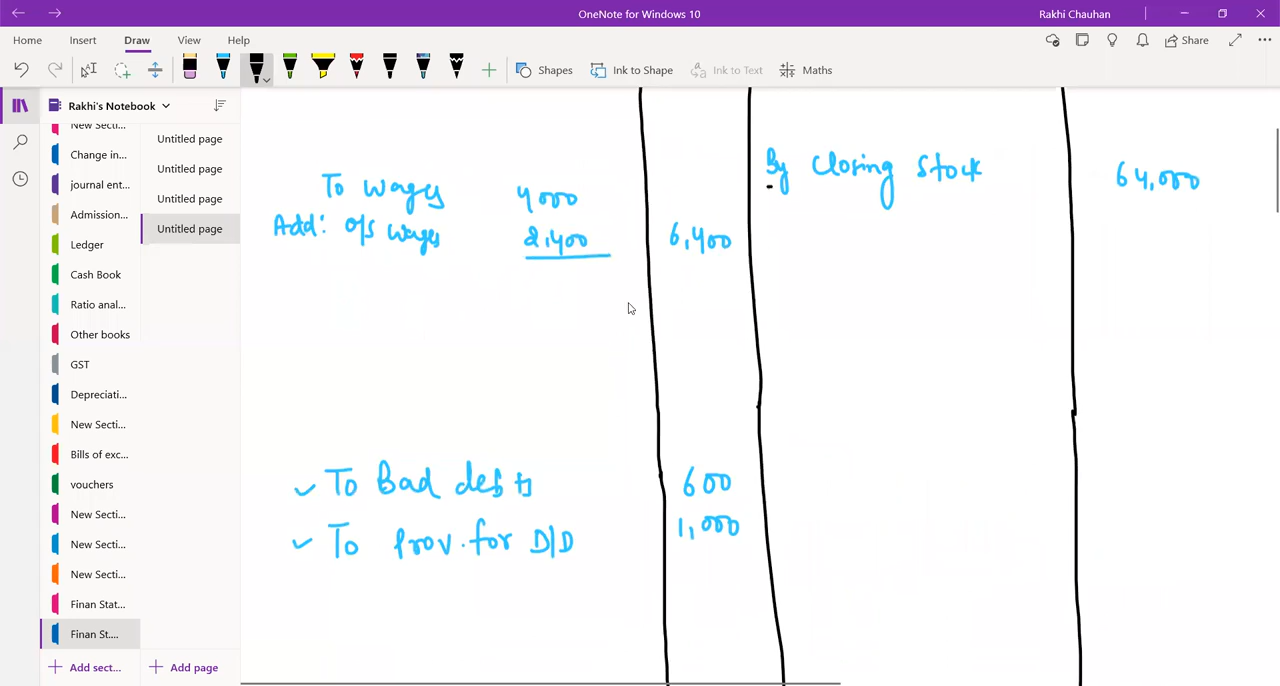 OneNote for Windows 10
Rakhi Chauhan
Home Insert Draw View Help
Share
Shapes Ink to Shape Ink to Text Maths
Rakhi's Notebook
New Secti...
Change in...
journal ent...
Admission...
Ledger
Cash Book
Ratio anal...
Other books
GST
Depreciati...
New Secti...
Bills of exc...
vouchers
New Secti...
New Secti...
New Secti...
Finan Stat...
Finan St....
Add sect...
Untitled page
Untitled page
Untitled page
Untitled page
Add page
To wages 4000
Add: o/s wages 2,400 6,400
By closing stock 64,000
To Bad debts 600
To Prov. for D/D 1,000